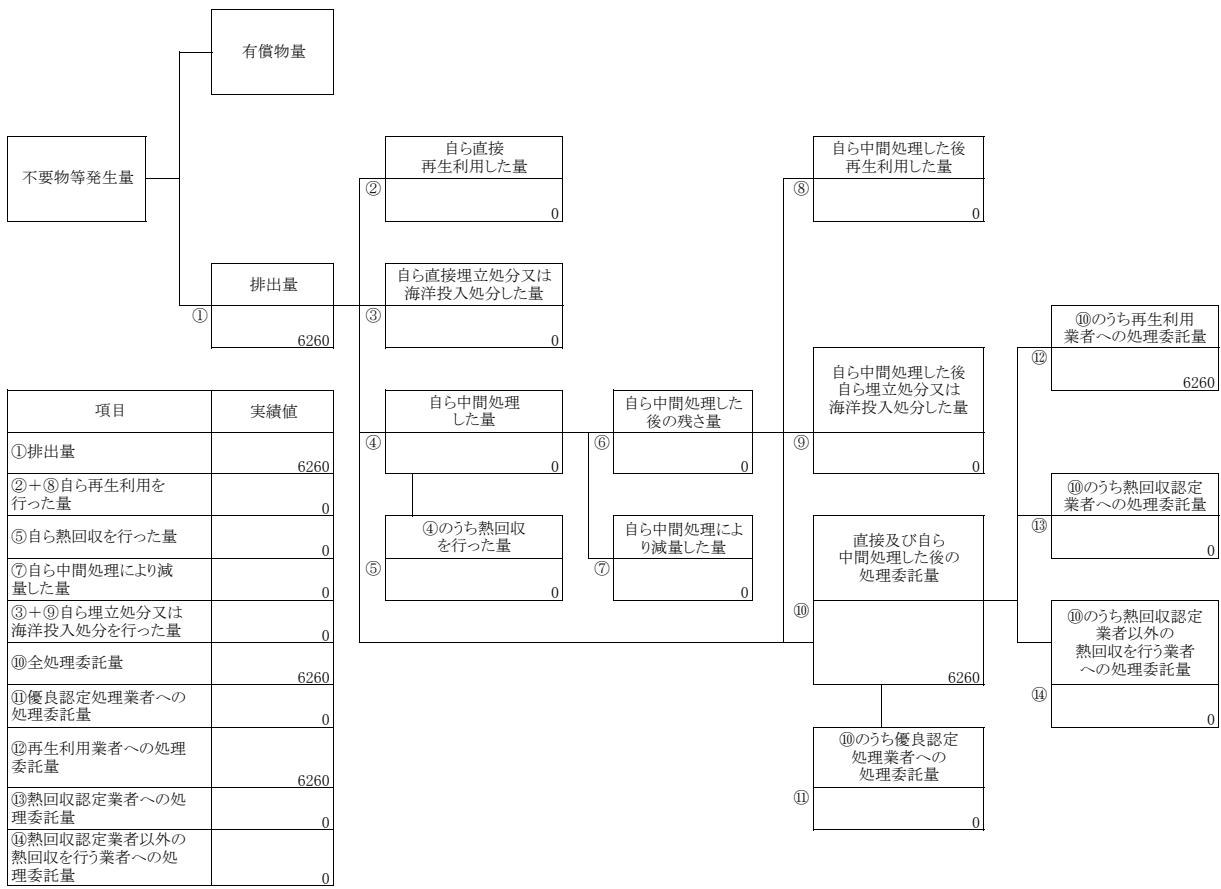 有償物量
不要物等発生量
自ら直接
再生利用した量
②
0
自ら中間処理した後
再生利用した量
⑧
0
排出量
①
6260
自ら直接埋立処分又は
海洋投入処分した量
③
0
⑩のうち再生利用
業者への処理委託量
⑫
6260
自ら中間処理
した量
④
0
自ら中間処理した
後の残さ量
⑥
0
自ら中間処理した後
自ら埋立処分又は
海洋投入処分した量
⑨
0
⑩のうち熱回収認定
業者への処理委託量
⑬
0
④のうち熱回収
を行った量
⑤
0
自ら中間処理によ
り減量した量
⑦
0
直接及び自ら
中間処理した後の
処理委託量
⑩
6260
⑩のうち熱回収認定
業者以外の
熱回収を行う業者
への処理委託量
⑭
0
⑩のうち優良認定
処理業者への
処理委託量
⑪
0
項目 実績値
①排出量
6260
②＋⑧自ら再生利用を
行った量
0
⑤自ら熱回収を行った量
0
⑦自ら中間処理により減
量した量
0
③＋⑨自ら埋立処分又は
海洋投入処分を行った量
0
⑩全処理委託量
6260
⑪優良認定処理業者への
処理委託量
0
⑫再生利用業者への処理
委託量
6260
⑬熱回収認定業者への処
理委託量
0
⑭熱回収認定業者以外の
熱回収を行う業者への処
理委託量
0